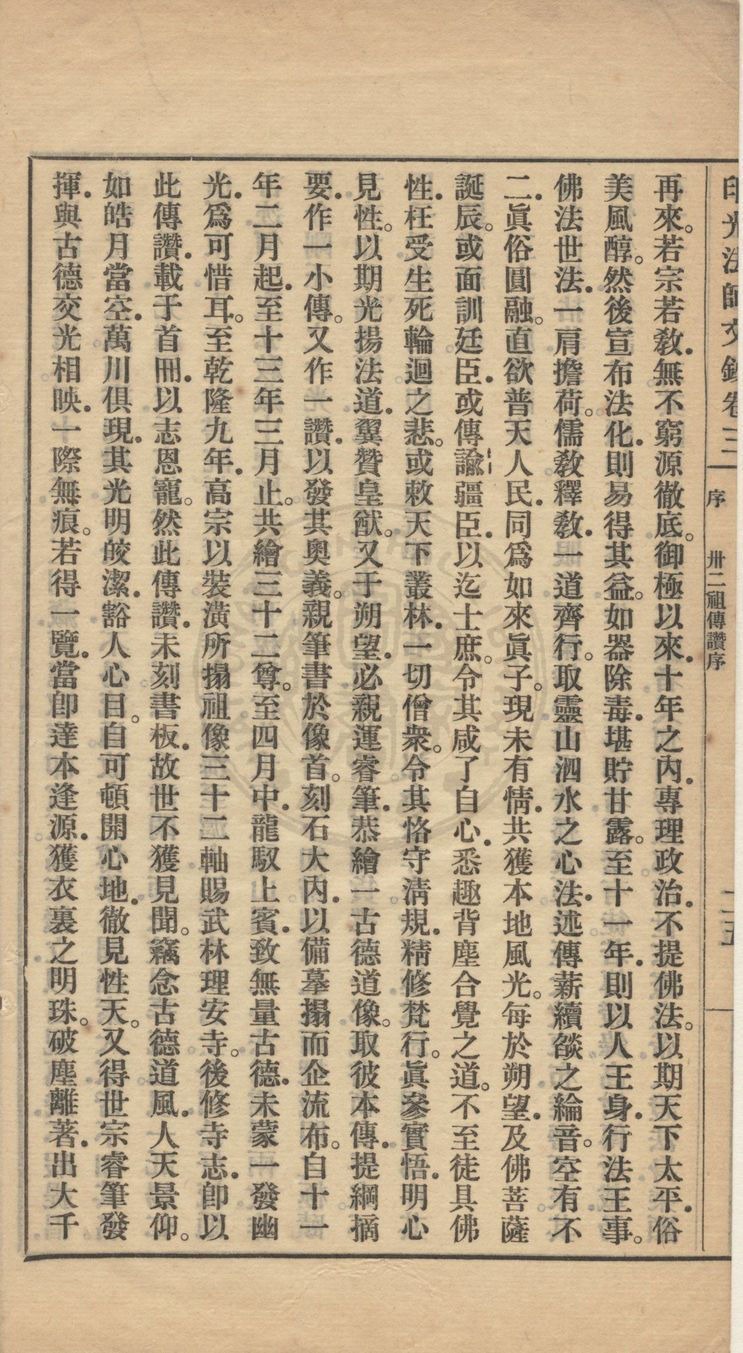 印光法師文鈔卷三 序 卅二祖傳讚序 二五
再來。若宗若敎。無不窮源徹底。御極以來。十年之內。專理政治。不提佛法。以期天下太平。俗
美風醇。然後宣布法化。則易得其益。如器除毒。堪貯甘露。至十一年。則以人王身。行法王事。
佛法世法。一肩擔荷。儒敎釋敎。一道齊行。取靈山泗水之心法。述傳薪續燄之綸音。空有不
二。眞俗圓融。直欲普天人民。同爲如來眞子。現未有情。共獲本地風光。每於朔望。及佛菩薩
誕辰。或面訓廷臣。或傳諭疆臣。以迄士庶。令其咸了自心。悉趣背塵合覺之道。不至徒具佛
性。枉受生死輪迴之悲。或敕天下叢林。一切僧衆。令其恪守淸規。精修梵行。眞參實悟。明心
見性。以期光揚法道。翼贊皇猷。又于朔望。必親運睿筆。恭繪一古德道像。取彼本傳。提綱摘
要。作一小傳。又作一讚。以發其奧義。親筆書於像首。刻石大內。以備摹搨而企流布。自十一
年二月起。至十三年三月止。共繪三十二尊。至四月中。龍馭上賓。致無量古德。未蒙一發幽
光。爲可惜耳。至乾隆九年。高宗以裝潢所搨祖像三十二軸。賜武林理安寺。後修寺志。卽以
此傳讚。載于首冊。以志恩寵。然此傳讚。未刻書板。故世不獲見聞。竊念古德道風。人天景仰。
如皓月當空。萬川俱現。其光明皎潔。豁人心目。自可頓開心地。徹見性天。又得世宗睿筆發
揮。與古德交光相映。一際無痕。若得一覽。當卽達本逢源。獲衣裏之明珠。破塵離著。出大千